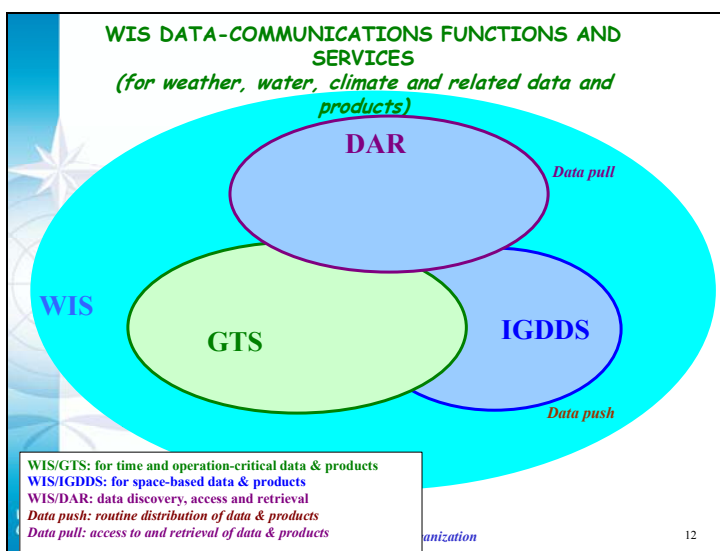 WIS DATA-COMMUNICATIONS FUNCTIONS AND
SERVICES
(for weather, water, climate and related data and
products)
DAR
Data pull
WIS
GTS
IGDDS
Data push
WIS/GTS: for time and operation-critical data & products
WIS/IGDDS: for space-based data & products
WIS/DAR: data discovery, access and retrieval
Data push: routine distribution of data & products
Data pull: access to and retrieval of data & products
anization
12